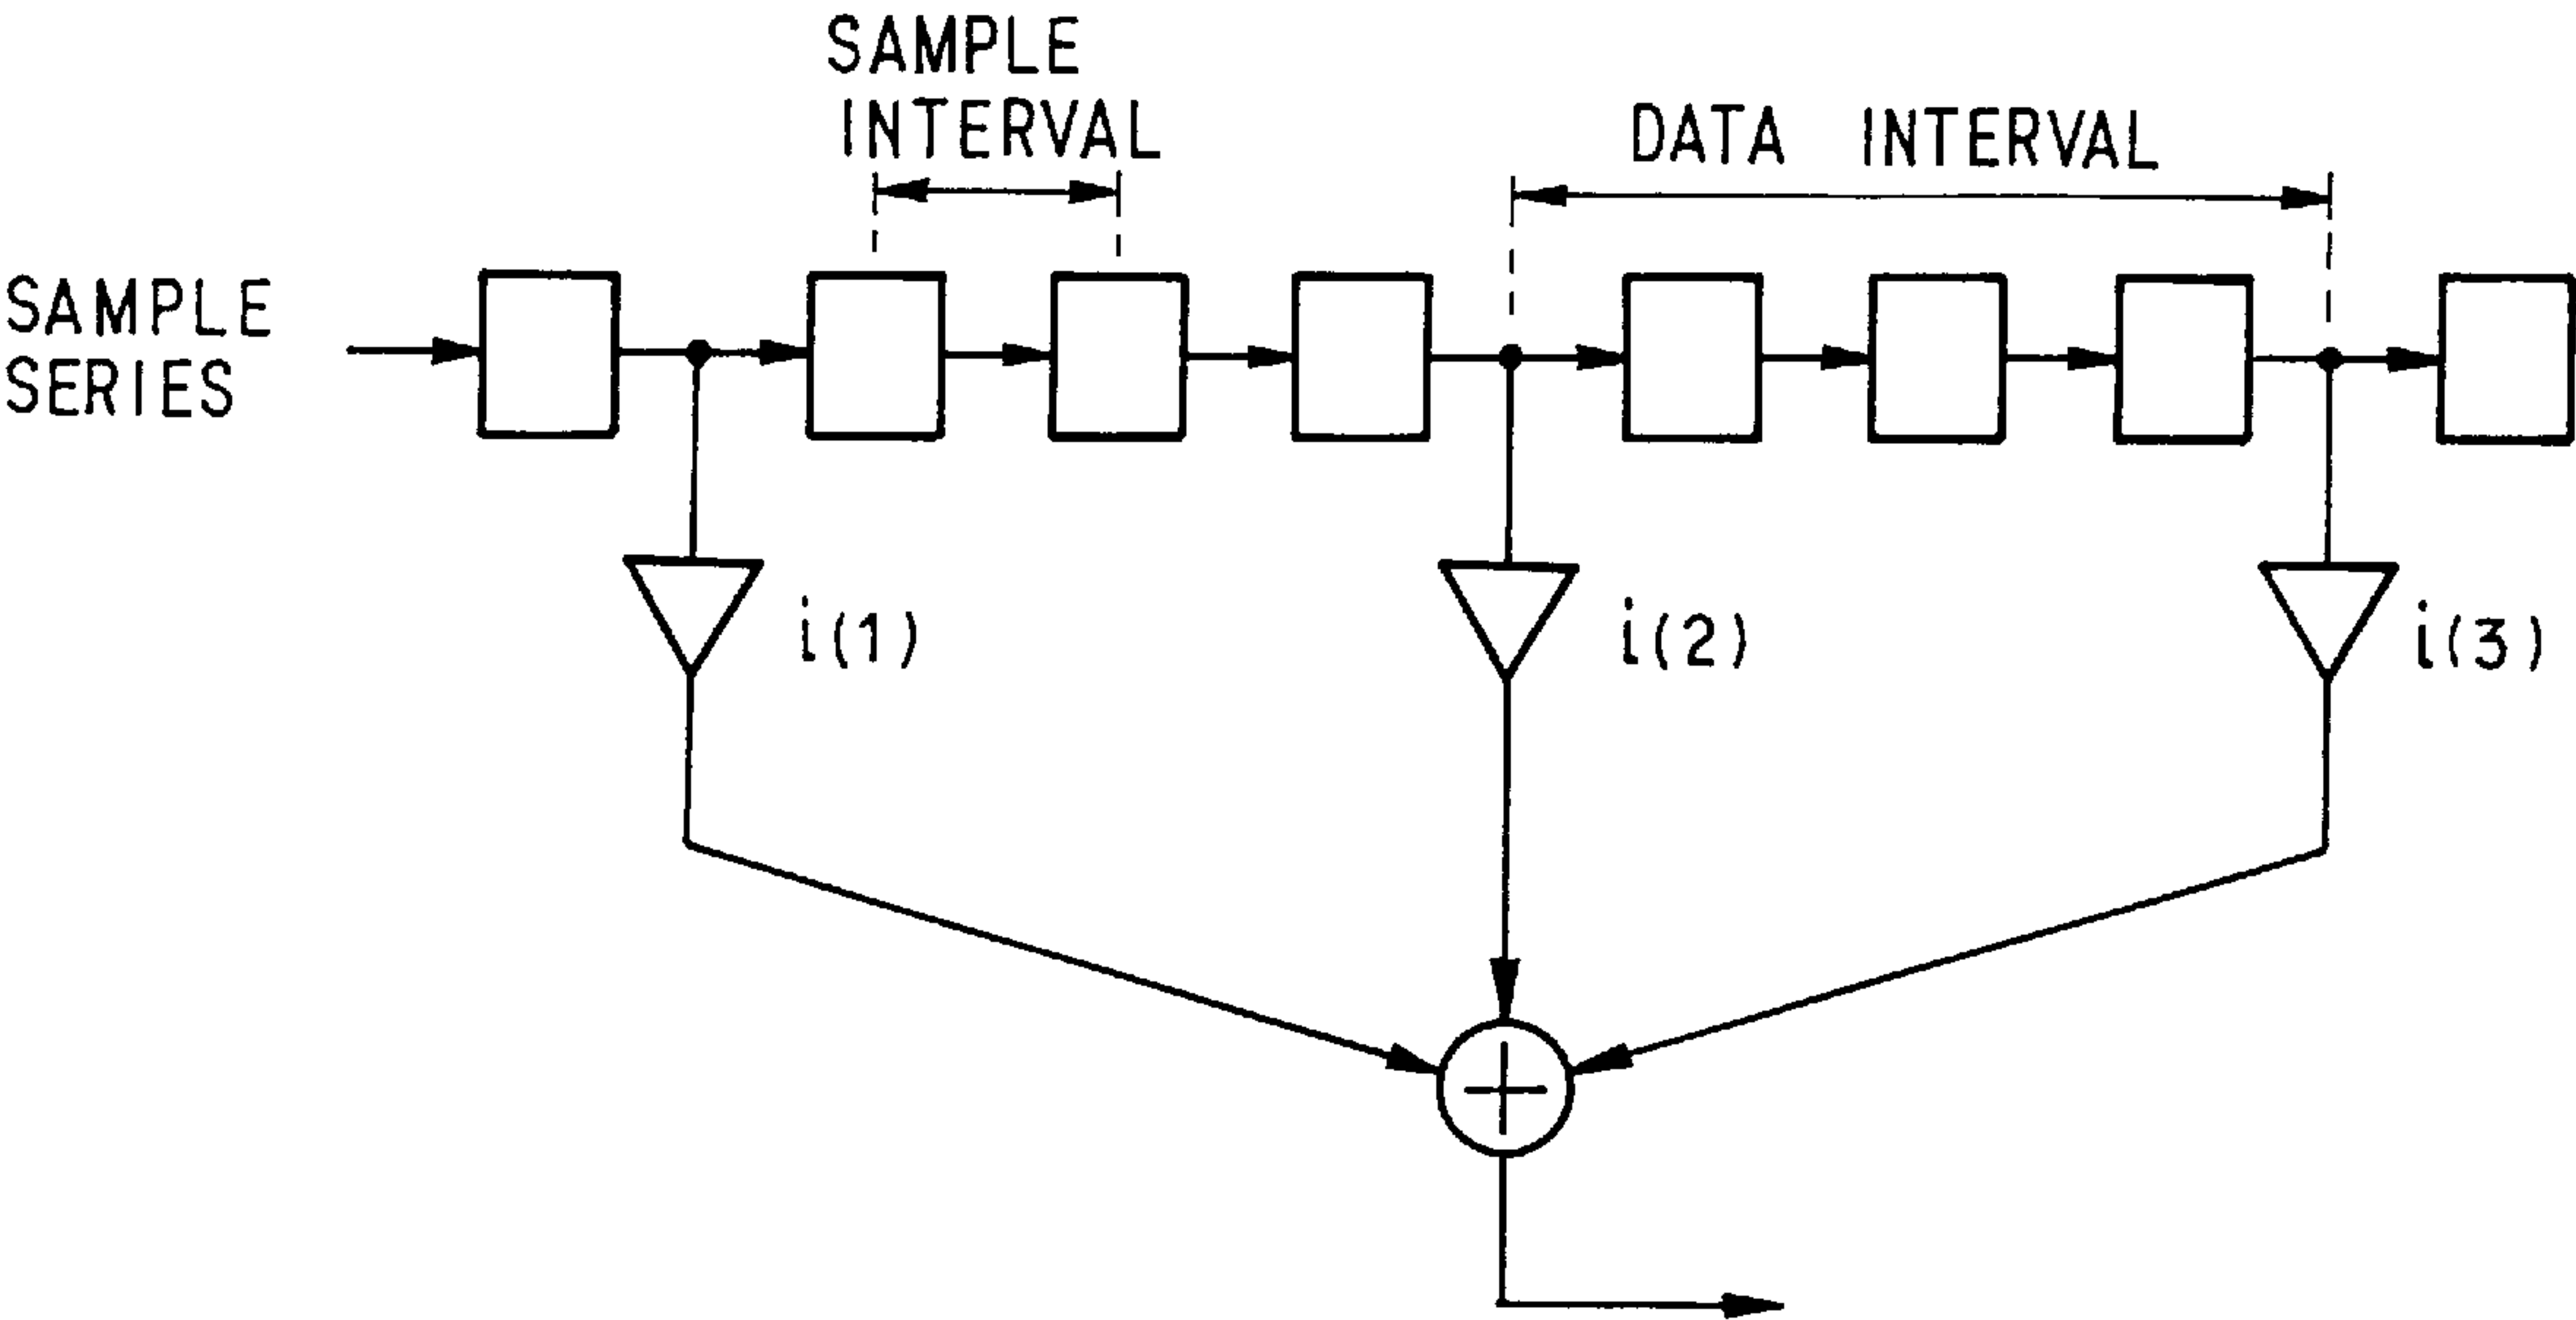 SAMPLE
INTERVAL
DATA INTERVAL
SAMPLE
SERIES
i(1)
i(2)
i(3)